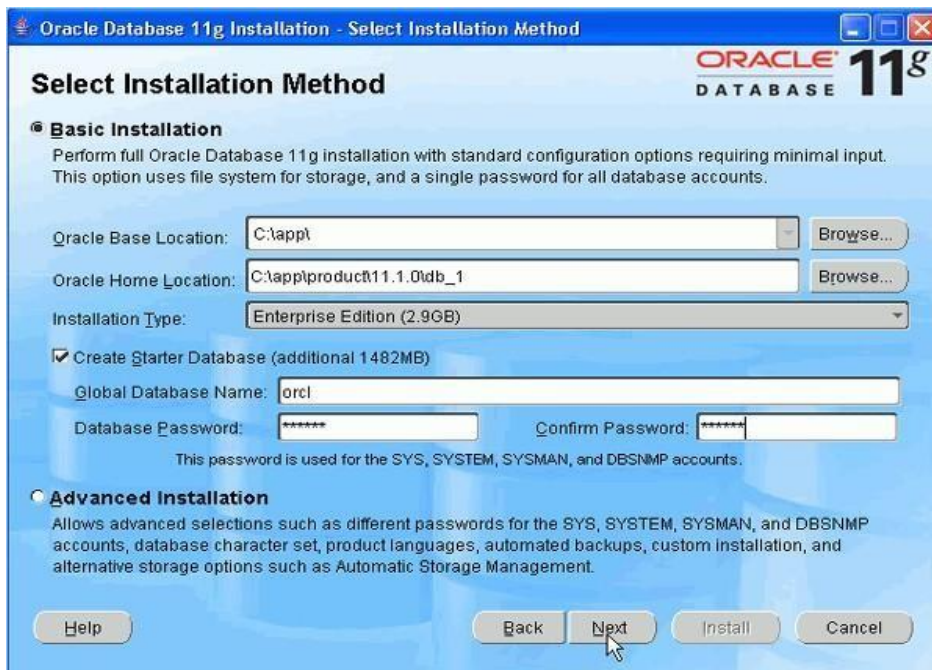 Oracle Database 11g Installation - Select Installation Method
Select Installation Method
ORACLE
DATABASE 11g
Basic Installation
Perform full Oracle Database 11g installation with standard configuration options requiring minimal input.
This option uses file system for storage, and a single password for all database accounts.
Oracle Base Location: C:\app\ Browse...
Oracle Home Location: C:\app\product\11.1.0\db_1 Browse...
Installation Type: Enterprise Edition (2.9GB)
Create Starter Database (additional 1482MB)
Global Database Name: orcl
Database Password: ****** Confirm Password: ******
This password is used for the SYS, SYSTEM, SYSMAN, and DBSNMP accounts.
Advanced Installation
Allows advanced selections such as different passwords for the SYS, SYSTEM, SYSMAN, and DBSNMP
accounts, database character set, product languages, automated backups, custom installation, and
alternative storage options such as Automatic Storage Management.
Help Back Next Install Cancel